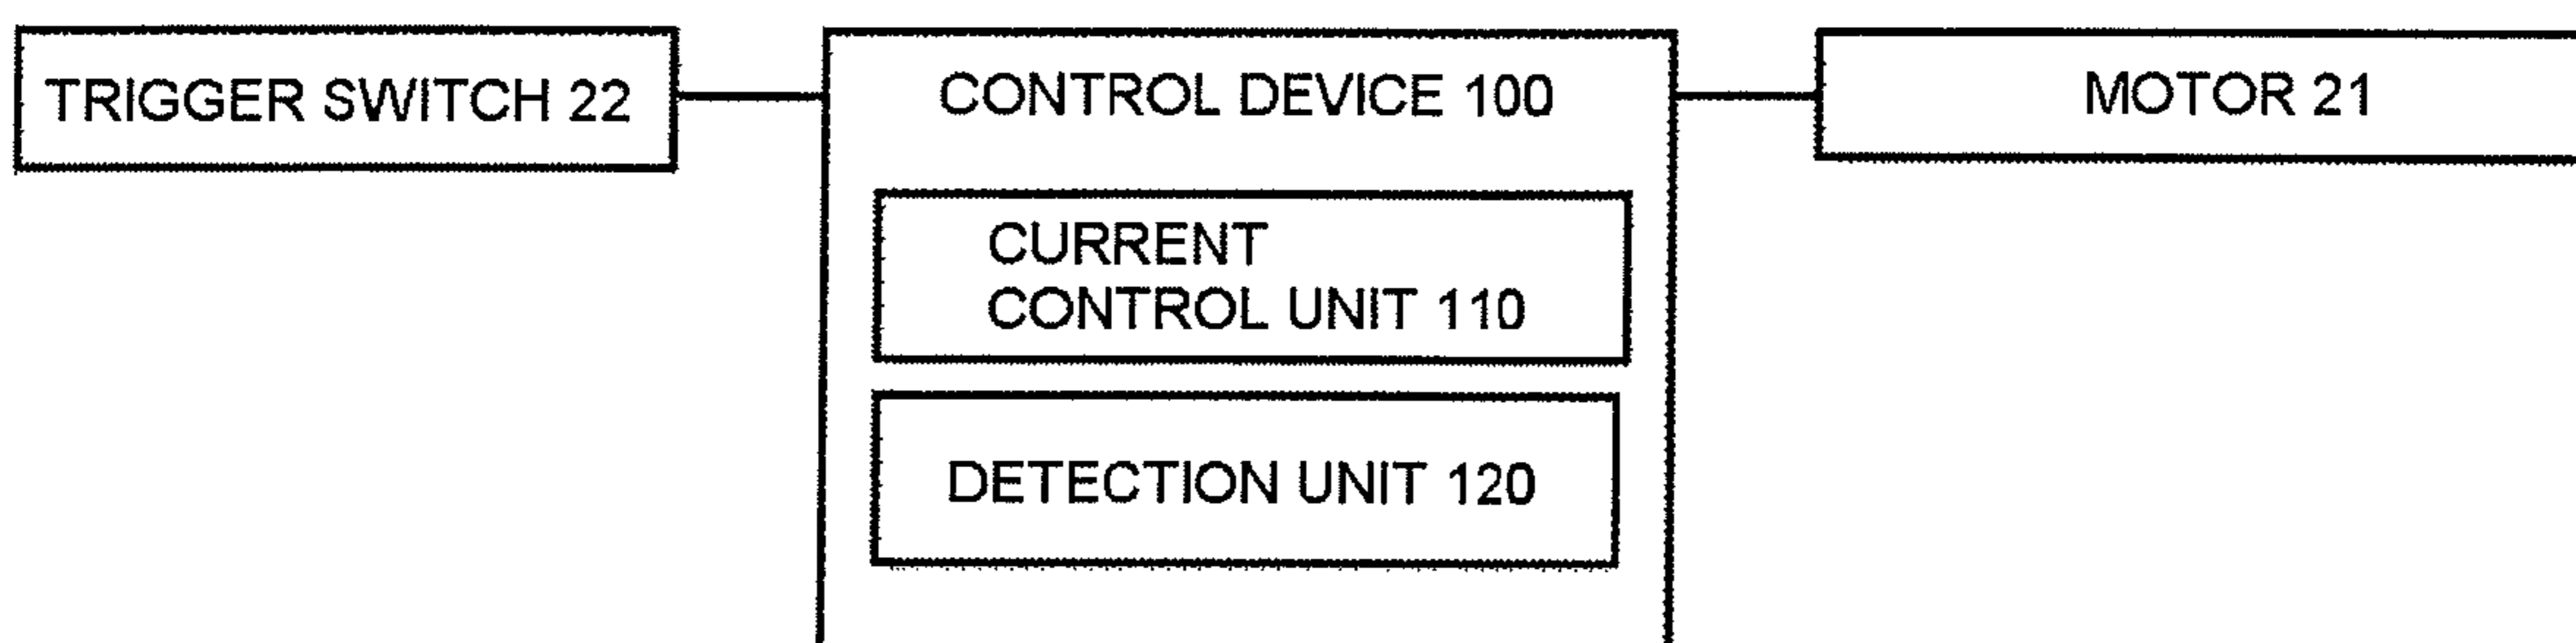 TRIGGER SWITCH 22
CONTROL DEVICE 100
MOTOR 21
CURRENT
CONTROL UNIT 110
DETECTION UNIT 120